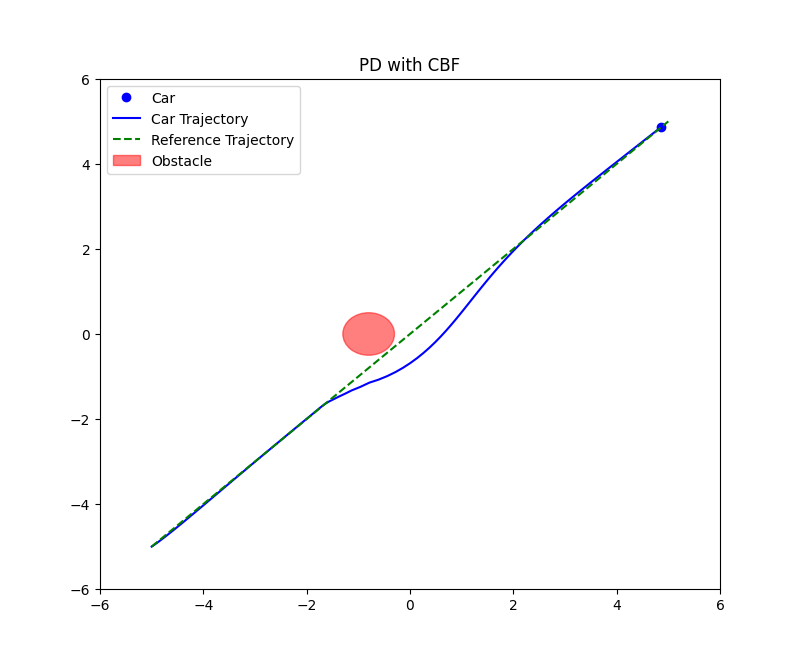 PD with CBF
Car
Car Trajectory
Reference Trajectory
Obstacle
6
4
2
0
−2
−4
−6
−6 −4 −2 0 2 4 6